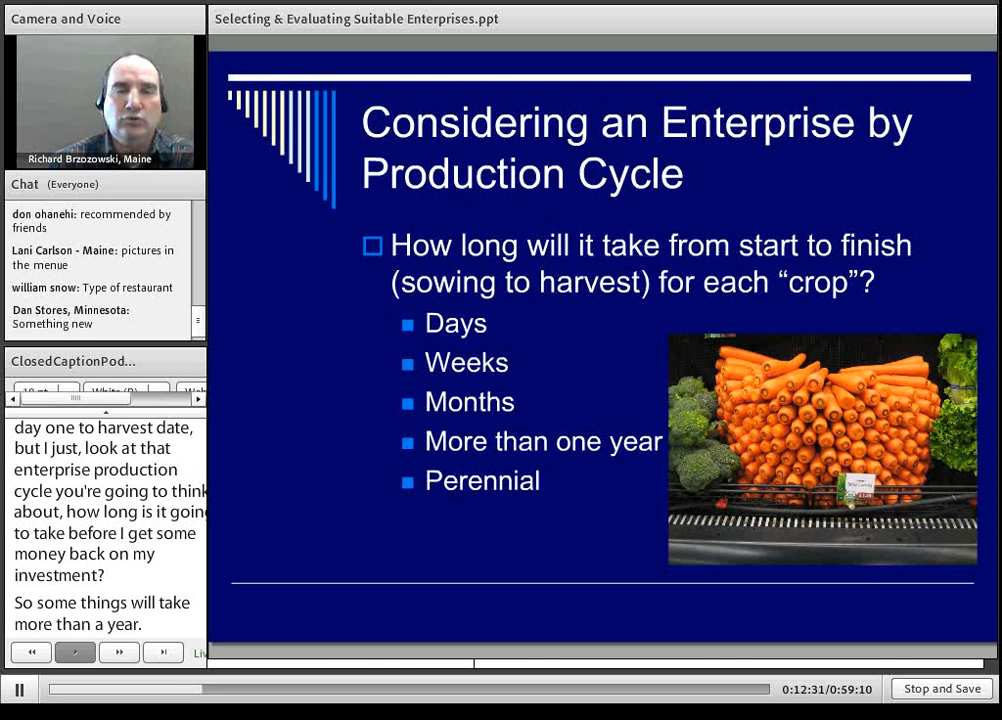 Camera and Voice
Selecting & Evaluating Suitable Enterprises.ppt
Richard Brzozowski, Maine
Chat (Everyone)
don ohanehi: recommended by
friends
Lani Carlson - Maine: pictures in
the menue
william snow: Type of restaurant
Dan Stores, Minnesota:
Something new
ClosedCaptionPod...
day one to harvest date,
but I just, look at that
enterprise production
cycle you're going to think
about, how long is it going
to take before I get some
money back on my
investment?
So some things will take
more than a year.
Considering an Enterprise by
Production Cycle
How long will it take from start to finish
(sowing to harvest) for each “crop”?
Days
Weeks
Months
More than one year
Perennial
0:12:31/0:59:10
Stop and Save